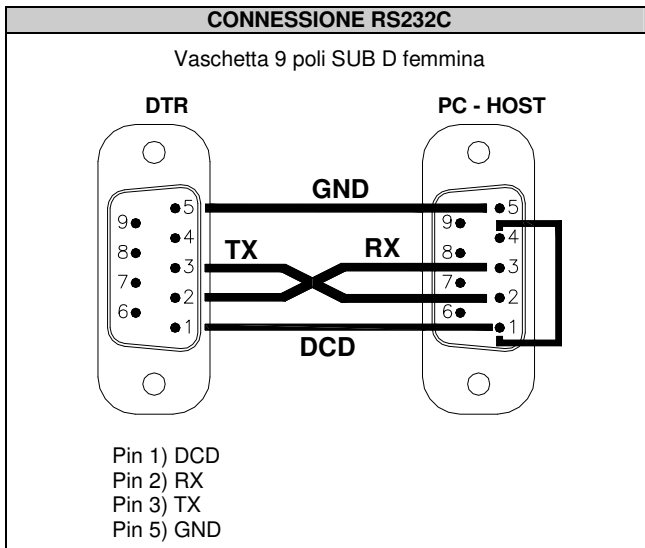 CONNESSIONE RS232C
Vaschetta 9 poli SUB D femmina
DTR PC - HOST
GND
5 5
9 9
4 4
TX RX
8 3 8 3
7 7
2 2
6 6
1 1
DCD
Pin 1) DCD
Pin 2) RX
Pin 3) TX
Pin 5) GND